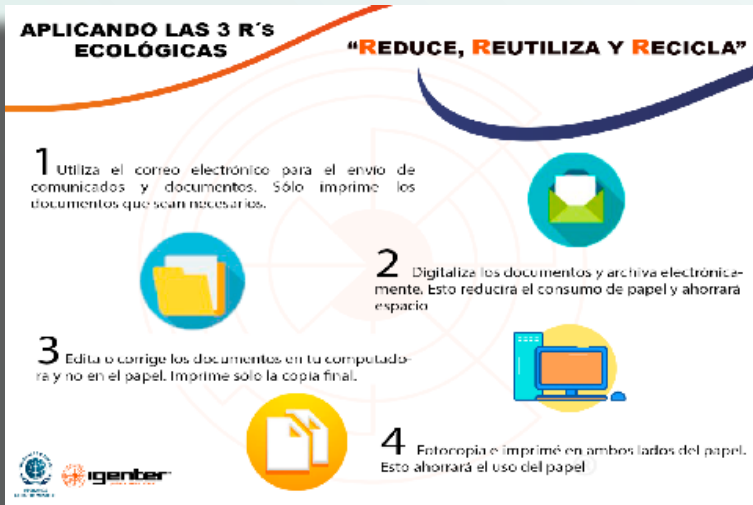 APLICANDO LAS 3 R´s
ECOLÓGICAS
“REDUCE, REUTILIZA Y RECICLA”
1 Utiliza el correo electrónico para el envío de
comunicados y documentos. Sólo imprime los
documentos que sean necesarios.
2 Digitaliza los documentos y archiva electrónica-
mente. Esto reducira el consumo de papel y ahorrará
espacio
3 Edita o corrige los documentos en tu computado-
ra y no en el papel. Imprime solo la copia final.
4 Fotocopia e imprimé en ambos lados del papel.
Esto ahorrará el uso del papel
igenter